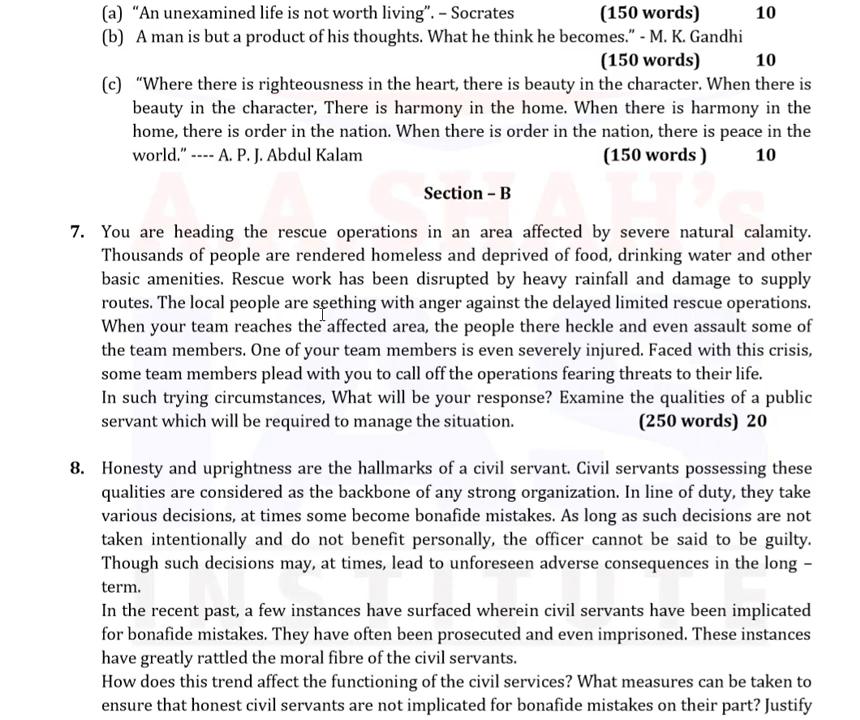 (a) “An unexamined life is not worth living”. – Socrates (150 words) 10
(b) A man is but a product of his thoughts. What he think he becomes.” - M. K. Gandhi
(150 words) 10
(c) “Where there is righteousness in the heart, there is beauty in the character. When there is
beauty in the character, There is harmony in the home. When there is harmony in the
home, there is order in the nation. When there is order in the nation, there is peace in the
world.” ---- A. P. J. Abdul Kalam (150 words ) 10
Section – B
7. You are heading the rescue operations in an area affected by severe natural calamity.
Thousands of people are rendered homeless and deprived of food, drinking water and other
basic amenities. Rescue work has been disrupted by heavy rainfall and damage to supply
routes. The local people are seething with anger against the delayed limited rescue operations.
When your team reaches the affected area, the people there heckle and even assault some of
the team members. One of your team members is even severely injured. Faced with this crisis,
some team members plead with you to call off the operations fearing threats to their life.
In such trying circumstances, What will be your response? Examine the qualities of a public
servant which will be required to manage the situation. (250 words) 20
8. Honesty and uprightness are the hallmarks of a civil servant. Civil servants possessing these
qualities are considered as the backbone of any strong organization. In line of duty, they take
various decisions, at times some become bonafide mistakes. As long as such decisions are not
taken intentionally and do not benefit personally, the officer cannot be said to be guilty.
Though such decisions may, at times, lead to unforeseen adverse consequences in the long –
term.
In the recent past, a few instances have surfaced wherein civil servants have been implicated
for bonafide mistakes. They have often been prosecuted and even imprisoned. These instances
have greatly rattled the moral fibre of the civil servants.
How does this trend affect the functioning of the civil services? What measures can be taken to
ensure that honest civil servants are not implicated for bonafide mistakes on their part? Justify
A.A.SHAH's
IAS
INSTITUTE